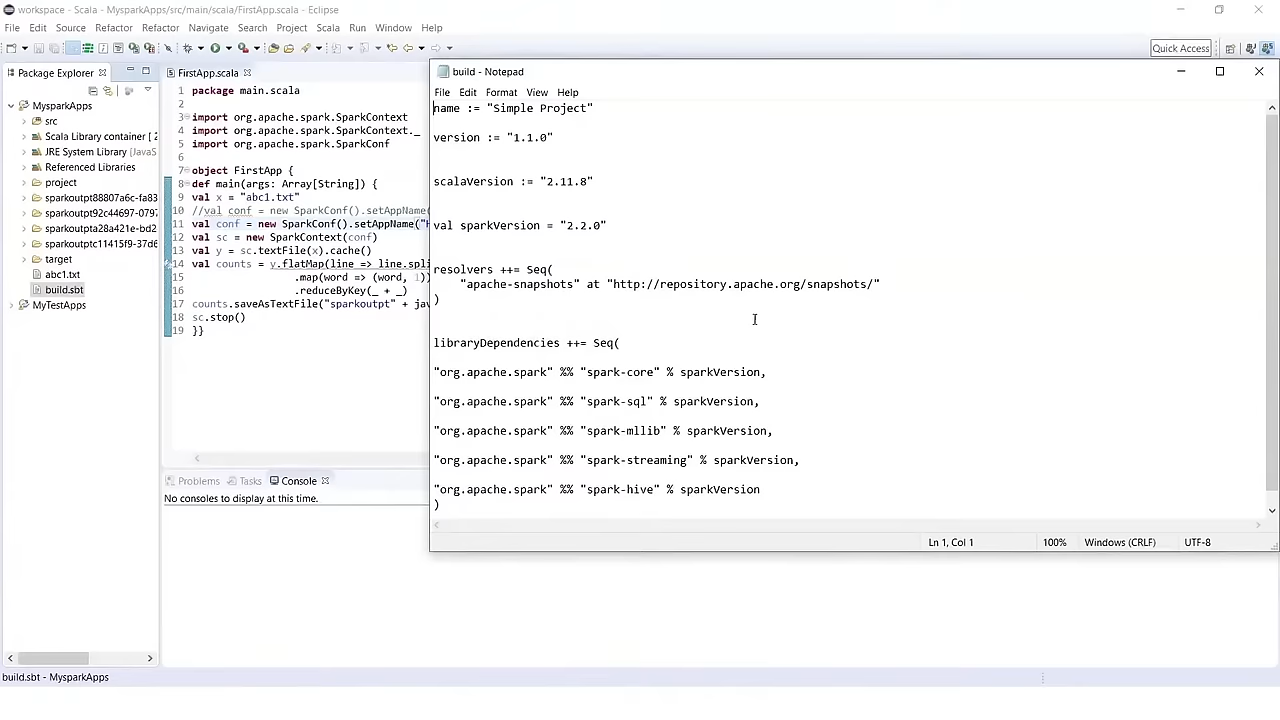 workspace - Scala - MysparkApps/src/main/scala/FirstApp.scala - Eclipse
File Edit Source Refactor Refactor Navigate Search Project Scala Run Window Help
Quick Access
Package Explorer
MysparkApps
src
Scala Library container [ 2
JRE System Library [JavaS
Referenced Libraries
project
sparkoutpt88807a6c-fa83
sparkoutpt92c44697-0797
sparkoutpta28a421e-bd2
sparkoutptc11415f9-37d6
target
abc1.txt
build.sbt
MyTestApps
FirstApp.scala
1 package main.scala
2
3 import org.apache.spark.SparkContext
4 import org.apache.spark.SparkContext._
5 import org.apache.spark.SparkConf
6
7 object FirstApp {
8 def main(args: Array[String]) {
9 val x = "abc1.txt"
10 //val conf = new SparkConf().setAppName(
11 val conf = new SparkConf().setAppName("
12 val sc = new SparkContext(conf)
13 val y = sc.textFile(x).cache()
14 val counts = y.flatMap(line => line.spli
15 .map(word => (word, 1))
16 .reduceByKey(_ + _)
17 counts.saveAsTextFile("sparkoutpt" + jav
18 sc.stop()
19 }}
Problems Tasks Console
No consoles to display at this time.
build - Notepad
File Edit Format View Help
name := "Simple Project"
version := "1.1.0"
scalaVersion := "2.11.8"
val sparkVersion = "2.2.0"
resolvers ++= Seq(
"apache-snapshots" at "http://repository.apache.org/snapshots/"
)
libraryDependencies ++= Seq(
"org.apache.spark" %% "spark-core" % sparkVersion,
"org.apache.spark" %% "spark-sql" % sparkVersion,
"org.apache.spark" %% "spark-mllib" % sparkVersion,
"org.apache.spark" %% "spark-streaming" % sparkVersion,
"org.apache.spark" %% "spark-hive" % sparkVersion
)
Ln 1, Col 1 100% Windows (CRLF) UTF-8
build.sbt - MysparkApps